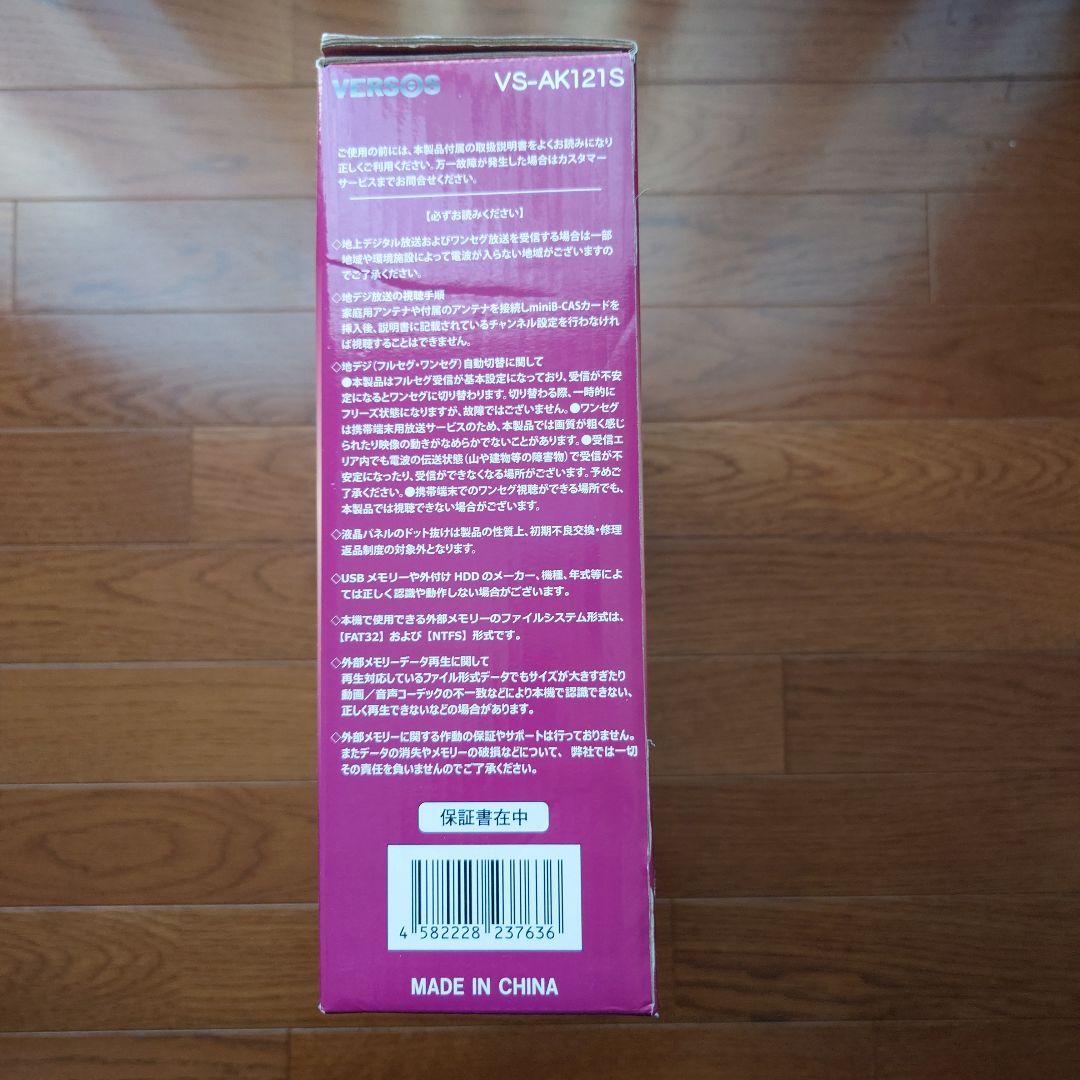 VERSOS
VS-AK121S
ご使用の前には、本製品付属の取扱説明書をよくお読みになり
正しくご利用ください。万一故障が発生した場合はカスタマー
サービスまでお問合せください。
【必ずお読みください】
◇地上デジタル放送およびワンセグ放送を受信する場合は一部
地域や環境施設によって電波が入らない地域がございますの
でご了承ください。
◇地デジ放送の視聴手順
家庭用アンテナや付属のアンテナを接続しminiB-CASカードを
挿入後、説明書に記載されているチャンネル設定を行わなけれ
ば視聴することはできません。
◇地デジ(フルセグ・ワンセグ)自動切替に関して
●本製品はフルセグ受信が基本設定になっており、受信が不安
定になるとワンセグに切り替わります。切り替わる際、一時的に
フリーズ状態になりますが、故障ではございません。●ワンセグ
は携帯端末用放送サービスのため、本製品では画質が粗く感じ
られたり映像の動きがなめらかでないことがあります。●受信エ
リア内でも電波の伝送状態(山や建物等の障害物)で受信が不
安定になったり、受信ができなくなる場所がございます。予めご
了承ください。●携帯端末でのワンセグ視聴ができる場所でも、
本製品では視聴できない場合がございます。
◇液晶パネルのドット抜けは製品の性質上、初期不良交換・修理
返品制度の対象外となります。
◇USB メモリーや外付け HDD のメーカー、機種、年式等によ
ては正しく認識や動作しない場合がございます。
◇本機で使用できる外部メモリーのファイルシステム形式は、
【FAT32】および【NTFS】形式です。
◇外部メモリーデータ再生に関して
再生対応しているファイル形式データでもサイズが大きすぎたり
動画／音声コーデックの不一致などにより本機で認識できない、
正しく再生できないなどの場合があります。
◇外部メモリーに関する作動の保証やサポートは行っておりません。
またデータの消失やメモリーの破損などについて、弊社では一切
その責任を負いませんのでご了承ください。
保証書在中
4 582228 237636
MADE IN CHINA